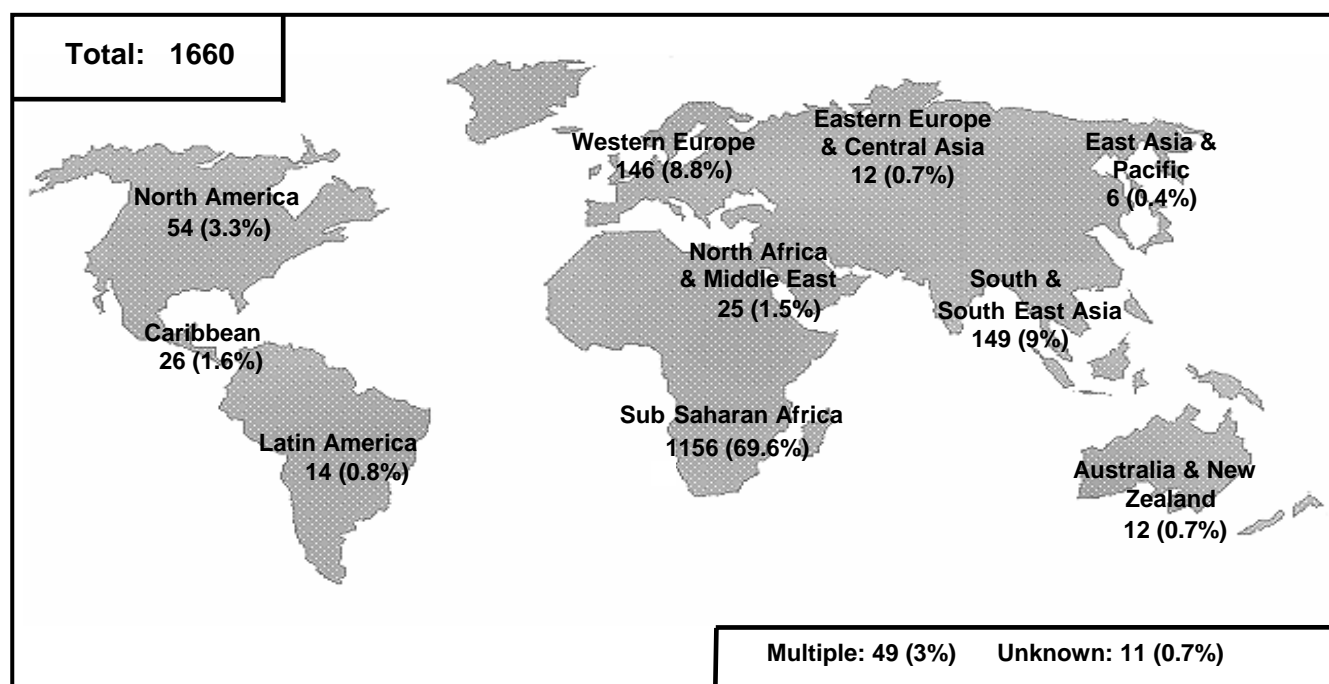 Total: 1660
Western Europe
146 (8.8%)
Eastern Europe
& Central Asia
12 (0.7%)
East Asia &
Pacific
6 (0.4%)
North America
54 (3.3%)
North Africa
& Middle East
25 (1.5%)
South &
South East Asia
149 (9%)
Caribbean
26 (1.6%)
Sub Saharan Africa
1156 (69.6%)
Latin America
14 (0.8%)
Australia & New
Zealand
12 (0.7%)
Multiple: 49 (3%) Unknown: 11 (0.7%)